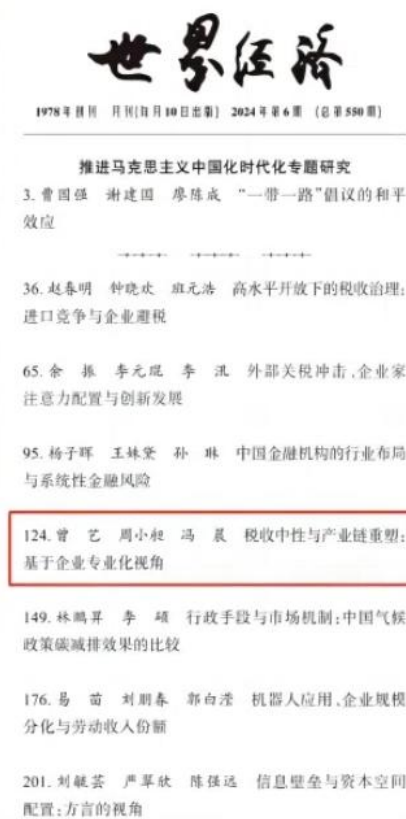 世界经济
1978年创刊 月刊(每月10日出版) 2024年第6期 (总第550期)
推进马克思主义中国化时代化专题研究
3. 曹国强 谢建国 廖陈成 “一带一路”倡议的和平
效应
36. 赵春明 钟晓欢 班元浩 高水平开放下的税收治理:
进口竞争与企业避税
65. 余 振 李元琨 李 汛 外部关税冲击、企业家
注意力配置与创新发展
95. 杨子晖 王姝黛 孙 琳 中国金融机构的行业布局
与系统性金融风险
124. 曾 艺 周小昶 冯 晨 税收中性与产业链重塑:
基于企业专业化视角
149. 林鹏昇 李 硕 行政手段与市场机制:中国气候
政策碳减排效果的比较
176. 易 苗 刘朋春 郭白滢 机器人应用、企业规模
分化与劳动收入份额
201. 刘毓芸 严翠欣 陈强远 信息壁垒与资本空间
配置:方言的视角